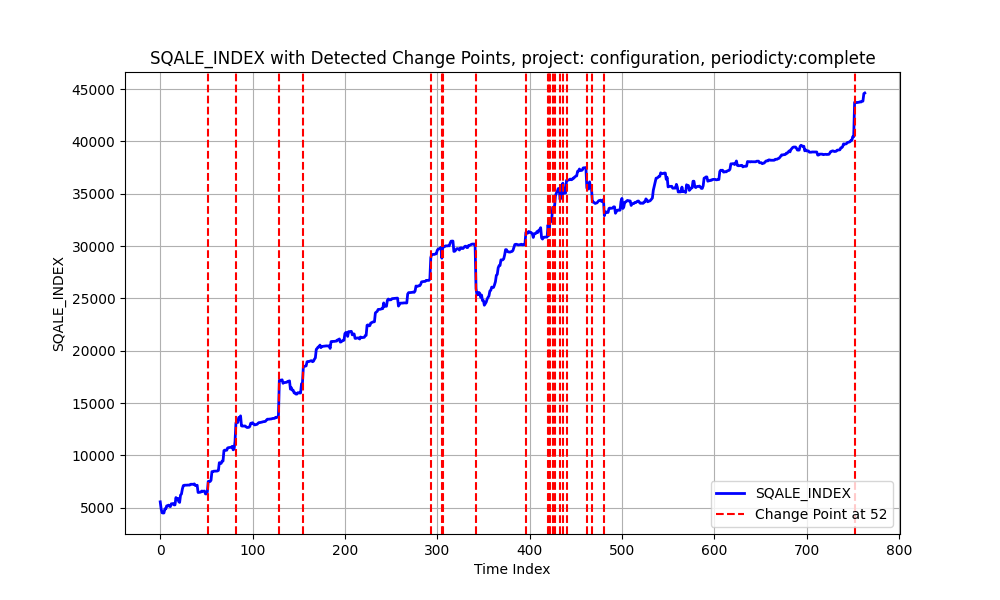 SQALE_INDEX with Detected Change Points, project: configuration, periodicty:complete
45000
40000
35000
30000
25000
20000
15000
10000
5000
SQALE_INDEX
0 100 200 300 400 500 600 700 800
Time Index
SQALE_INDEX
Change Point at 52